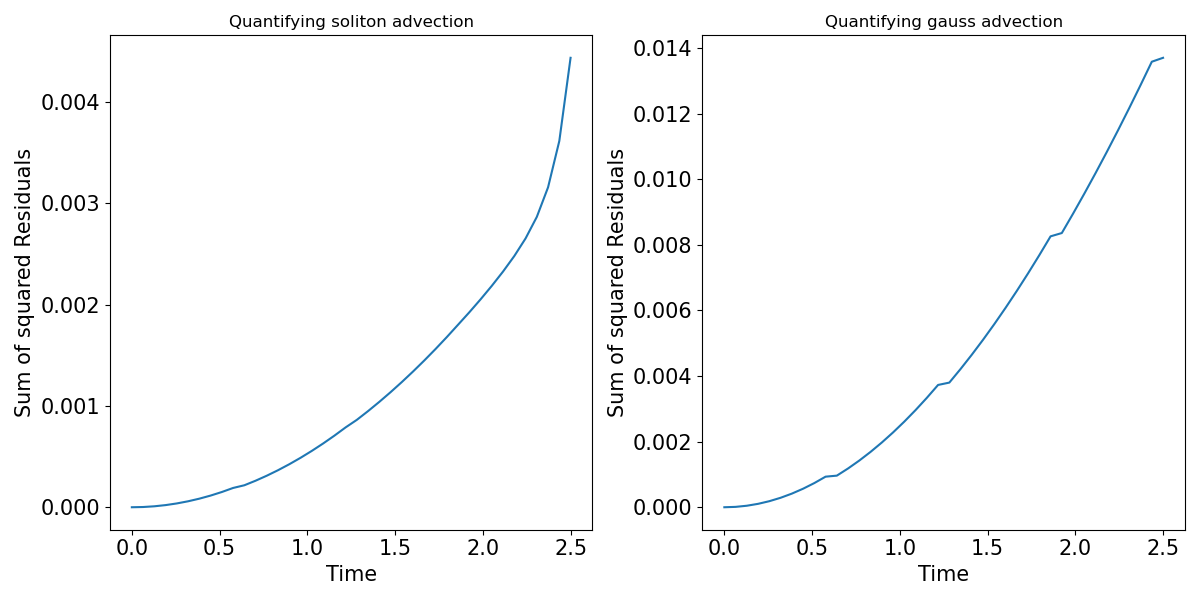 Quantifying soliton advection
Sum of squared Residuals
0.004
0.003
0.002
0.001
0.000
0.0 0.5 1.0 1.5 2.0 2.5
Time
Quantifying gauss advection
Sum of squared Residuals
0.014
0.012
0.010
0.008
0.006
0.004
0.002
0.000
0.0 0.5 1.0 1.5 2.0 2.5
Time